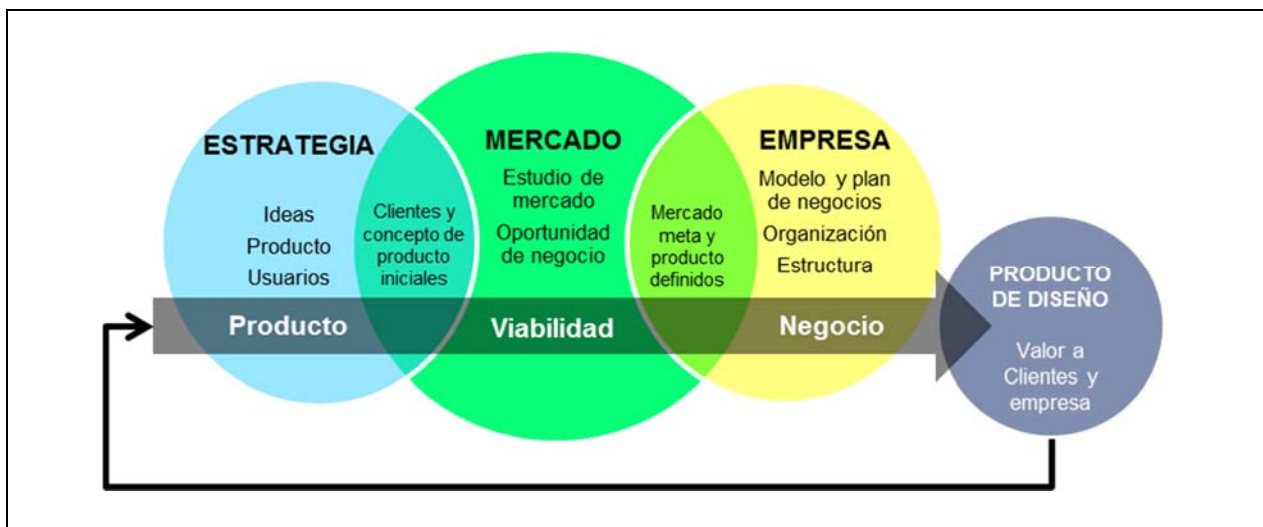 ESTRATEGIA
Ideas
Producto
Usuarios
Clientes y
concepto de
producto
iniciales
MERCADO
Estudio de
mercado
Oportunidad
de negocio
Mercado
meta y
producto
definidos
EMPRESA
Modelo y plan
de negocios
Organización
Estructura
Producto
Viabilidad
Negocio
PRODUCTO
DE DISEÑO
Valor a
Clientes y
empresa